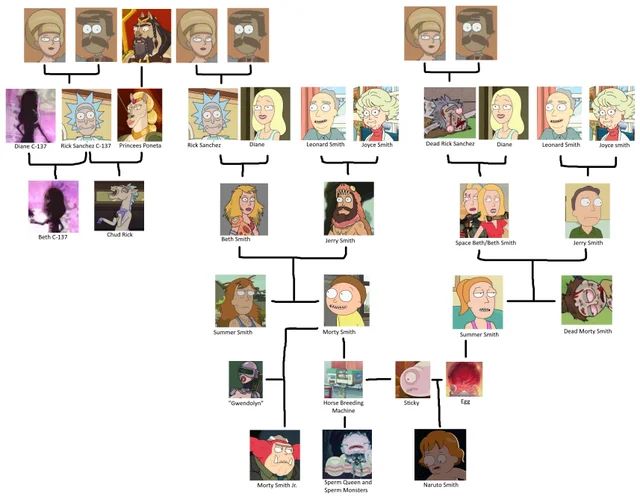 Diane C-137
Rick Sanchez C-137
Princees Poneta
Rick Sanchez
Diane
Leonard Smith
Joyce Smith
Dead Rick Sanchez
Diane
Leonard Smith
Joyce smith
Beth C-137
Chud Rick
Beth Smith
Jerry Smith
Space Beth/Beth Smith
Jerry Smith
Summer Smith
Morty Smith
Summer Smith
Dead Morty Smith
"Gwendolyn"
Horse Breeding
Machine
Sticky
Egg
Morty Smith Jr.
Sperm Queen and
Sperm Monsters
Naruto Smith